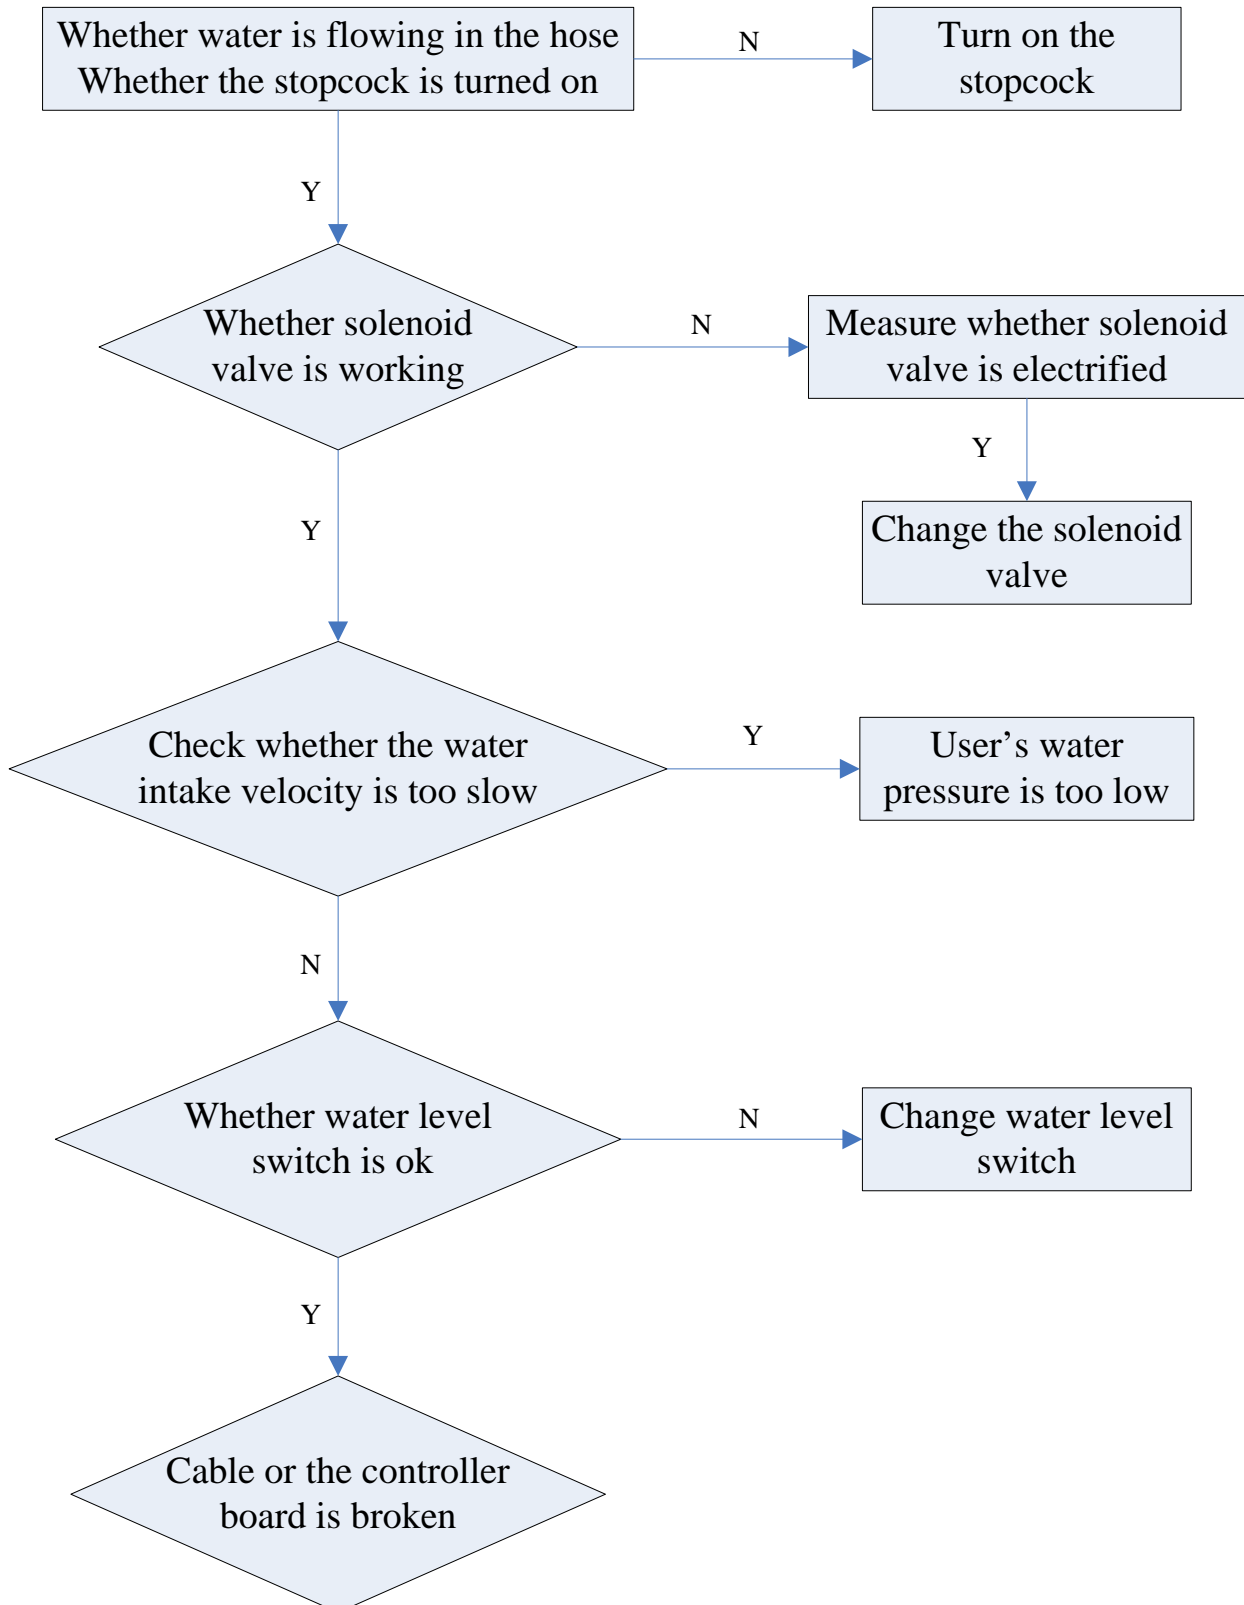 Whether water is flowing in the hose
Whether the stopcock is turned on
N
Turn on the
stopcock
Y
Whether solenoid
valve is working
N
Measure whether solenoid
valve is electrified
Y
Change the solenoid
valve
Y
Check whether the water
intake velocity is too slow
Y
User’s water
pressure is too low
N
Whether water level
switch is ok
N
Change water level
switch
Y
Cable or the controller
board is broken